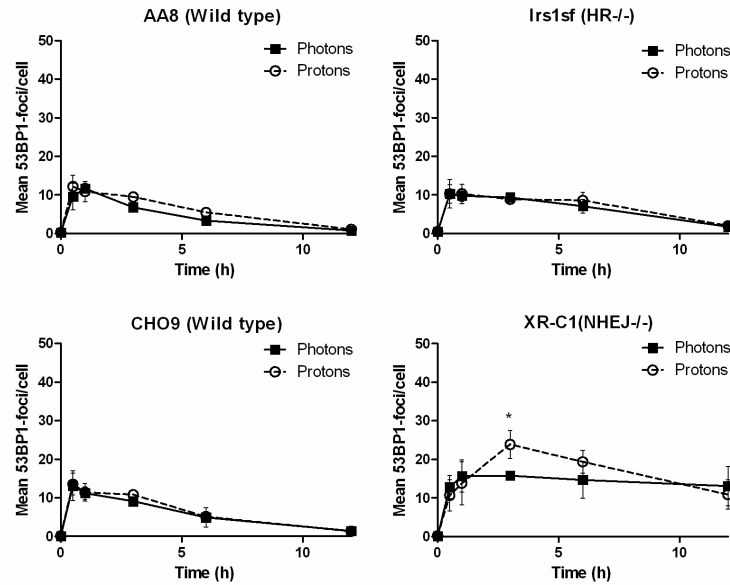 AA8 (Wild type)
50
40
30
20
10
0
0
5
10
Mean 53BP1-foci/cell
Time (h)
Photons
Protons
Irs1sf (HR-/-)
50
40
30
20
10
0
0
5
10
Mean 53BP1-foci/cell
Time (h)
Photons
Protons
CHO9 (Wild type)
50
40
30
20
10
0
0
5
10
Mean 53BP1-foci/cell
Time (h)
Photons
Protons
XR-C1(NHEJ-/-)
50
40
30
20
10
0
0
5
10
Mean 53BP1-foci/cell
Time (h)
Photons
Protons
*